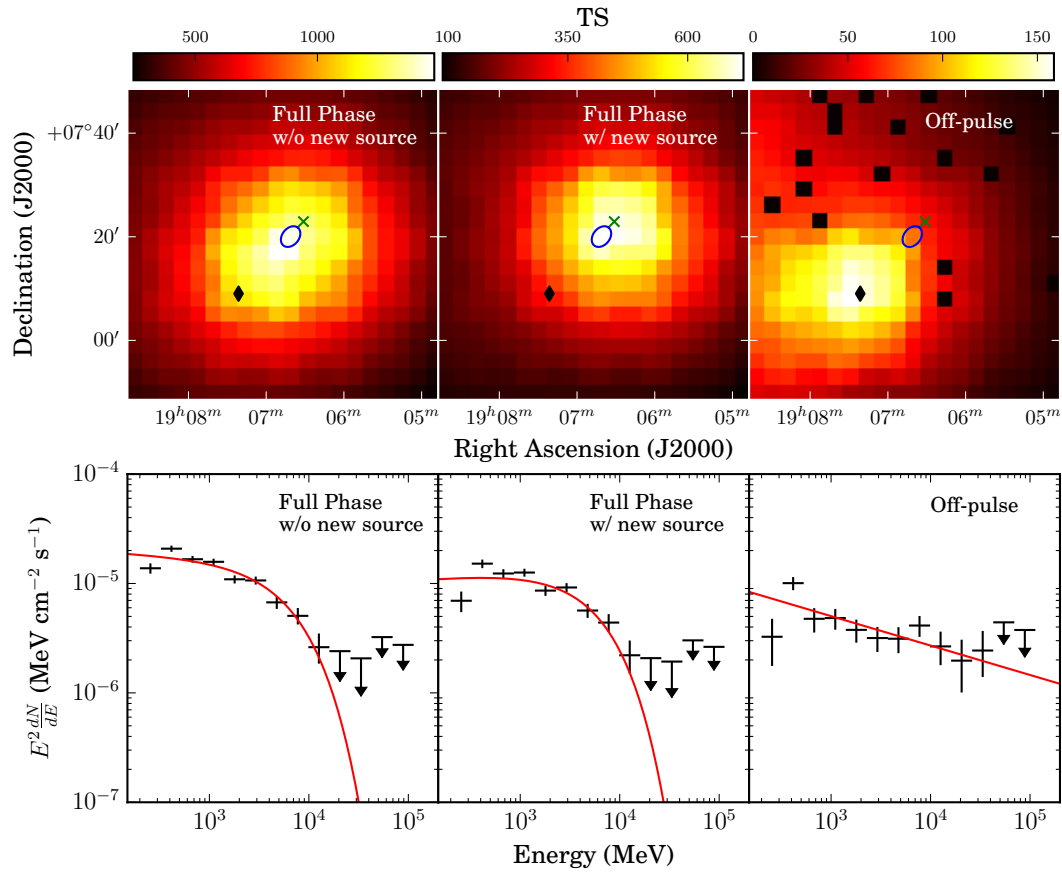 TS
500 1000 100 350 600 0 50 100 150
Full Phase
w/o new source
Full Phase
w/ new source
Off-pulse
+07°40′
20′
00′
Declination (J2000)
19ʰ08ᵐ 07ᵐ 06ᵐ 05ᵐ 19ʰ08ᵐ 07ᵐ 06ᵐ 05ᵐ 19ʰ08ᵐ 07ᵐ 06ᵐ 05ᵐ
Right Ascension (J2000)
Full Phase
w/o new source
Full Phase
w/ new source
Off-pulse
10⁻⁴
10⁻⁵
10⁻⁶
10⁻⁷
E² dN/dE (MeV cm⁻² s⁻¹)
10³ 10⁴ 10⁵ 10³ 10⁴ 10⁵ 10³ 10⁴ 10⁵
Energy (MeV)